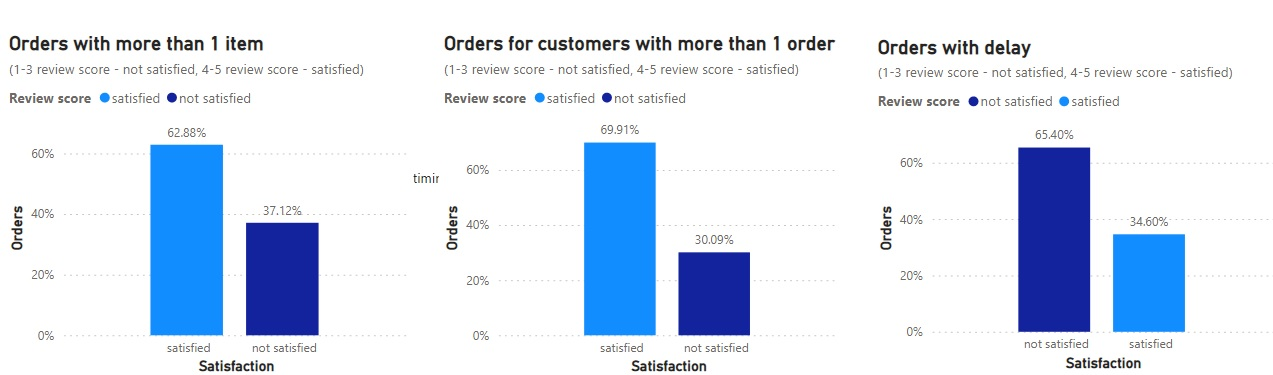 Orders with more than 1 item
(1-3 review score - not satisfied, 4-5 review score - satisfied)
Review score satisfied not satisfied
62.88%
60%
37.12%
40%
20%
0%
Orders
satisfied not satisfied
Satisfaction
timir
Orders for customers with more than 1 order
(1-3 review score - not satisfied, 4-5 review score - satisfied)
Review score satisfied not satisfied
69.91%
60%
40%
30.09%
20%
0%
Orders
satisfied not satisfied
Satisfaction
Orders with delay
(1-3 review score - not satisfied, 4-5 review score - satisfied)
Review score not satisfied satisfied
65.40%
60%
40%
34.60%
20%
0%
Orders
not satisfied satisfied
Satisfaction